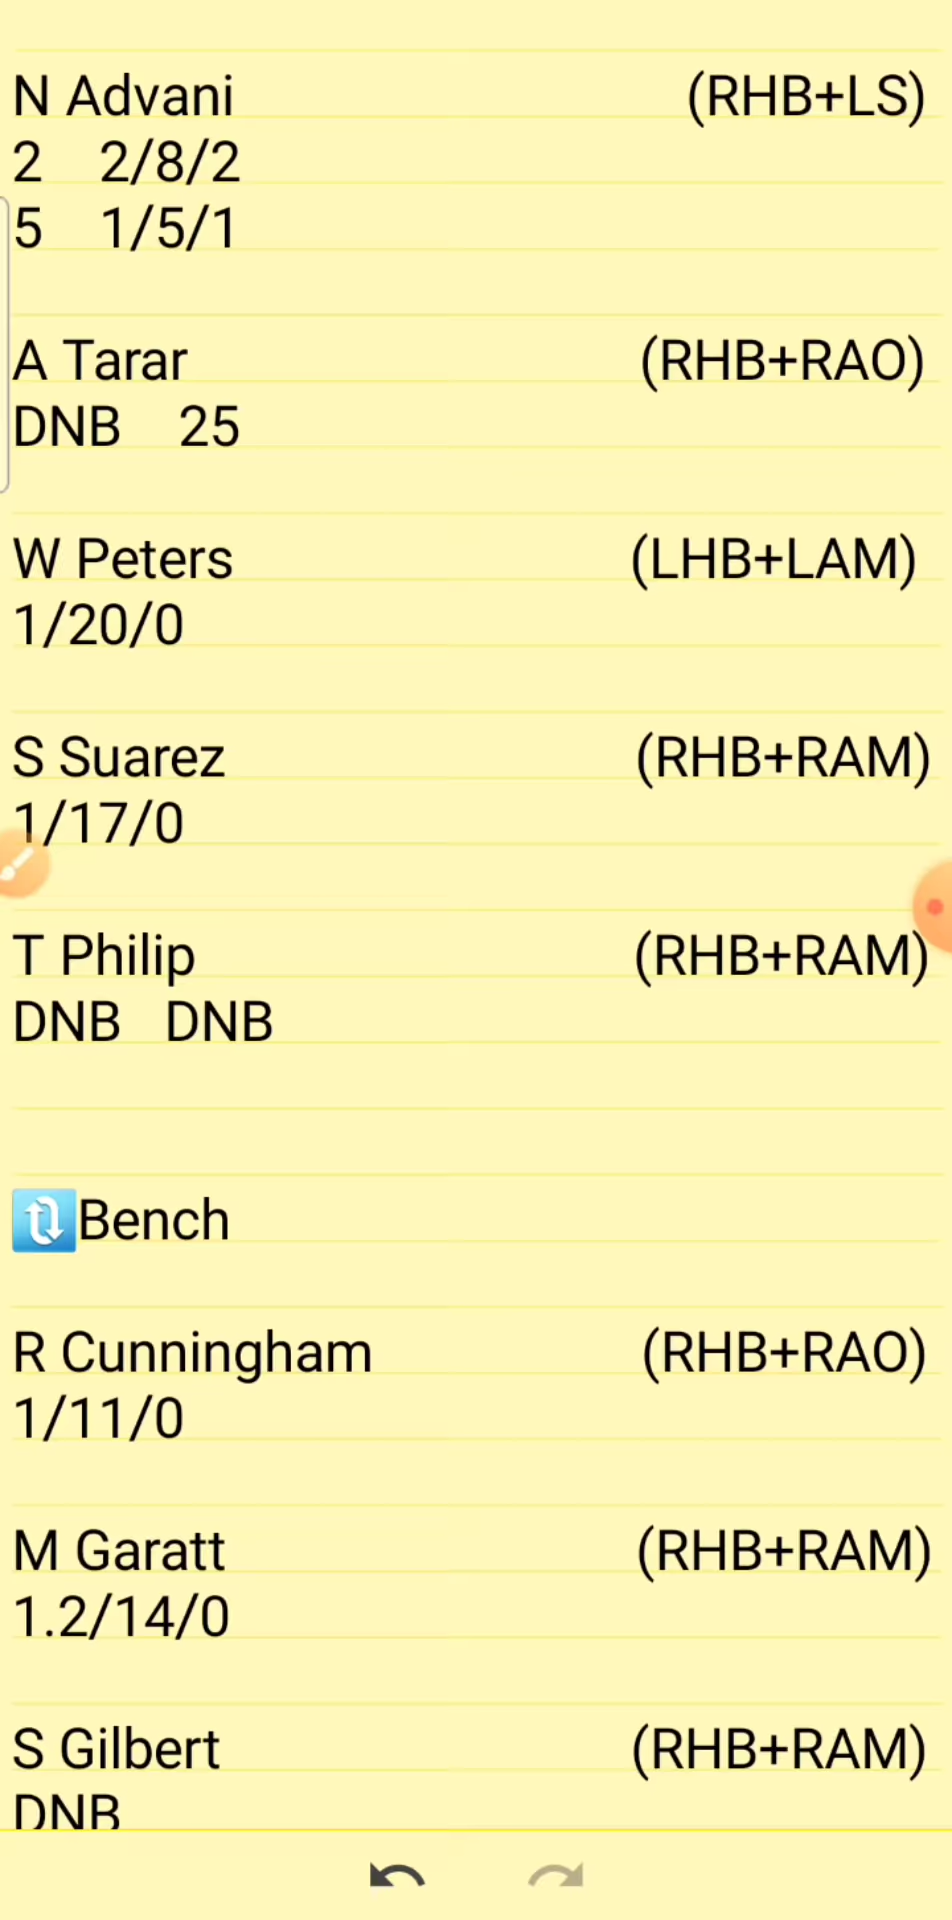 N Advani (RHB+LS)
2 2/8/2
5 1/5/1
A Tarar (RHB+RAO)
DNB 25
W Peters (LHB+LAM)
1/20/0
S Suarez (RHB+RAM)
1/17/0
T Philip (RHB+RAM)
DNB DNB
🔃Bench
R Cunningham (RHB+RAO)
1/11/0
M Garatt (RHB+RAM)
1.2/14/0
S Gilbert (RHB+RAM)
DNB